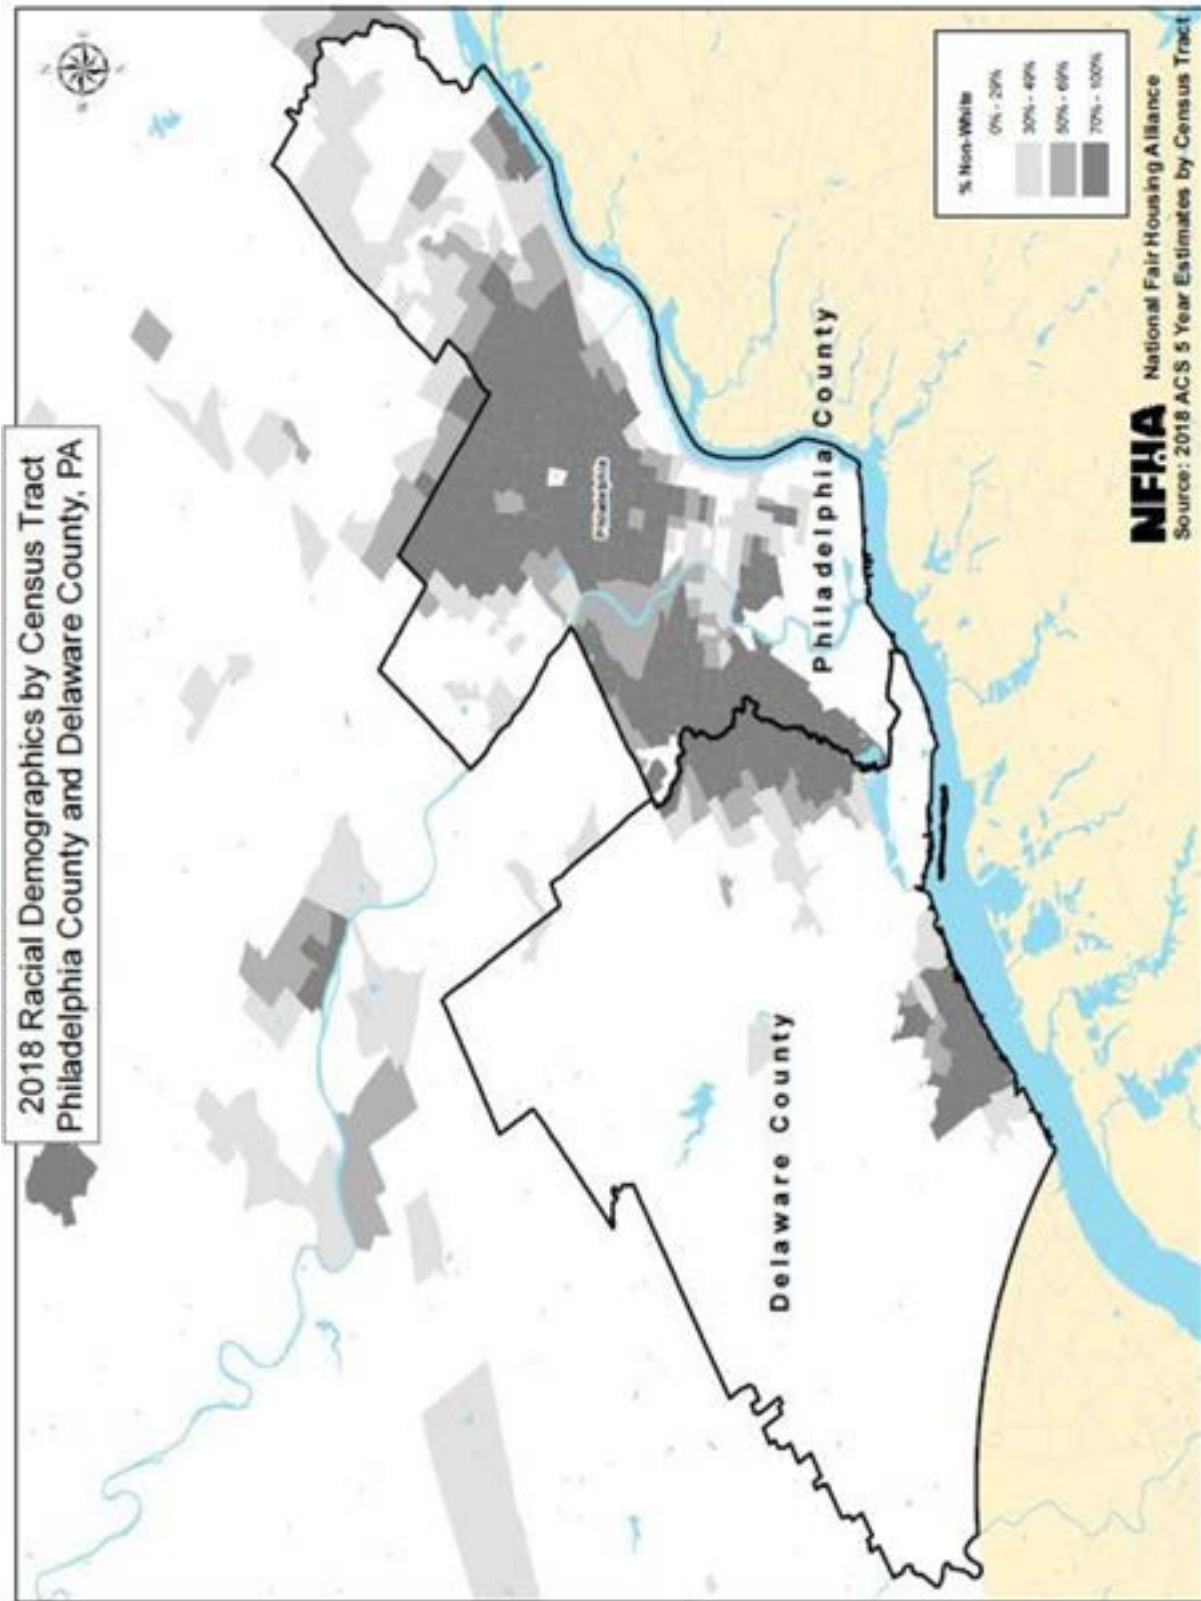 2018 Racial Demographics by Census Tract
Philadelphia County and Delaware County, PA
Philadelphia
Philadelphia County
Delaware County
% Non-White
0% - 29%
30% - 49%
50% - 69%
70% - 100%
NFHA National Fair Housing Alliance
Source: 2018 ACS 5 Year Estimates by Census Tract